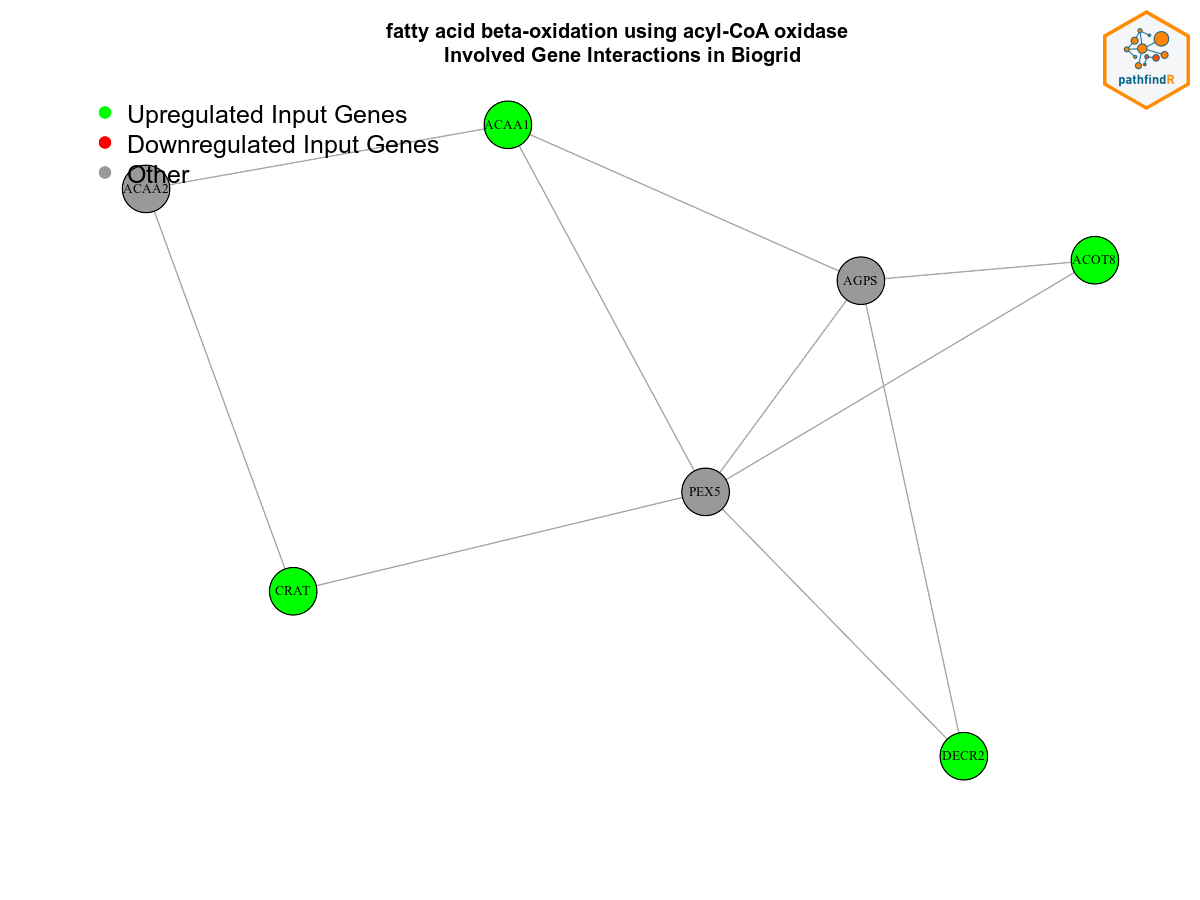 fatty acid beta-oxidation using acyl-CoA oxidase
Involved Gene Interactions in Biogrid
pathfindR
Upregulated Input Genes
Downregulated Input Genes
Other
ACAA1
ACAA2
ACOT8
AGPS
PEX5
CRAT
DECR2